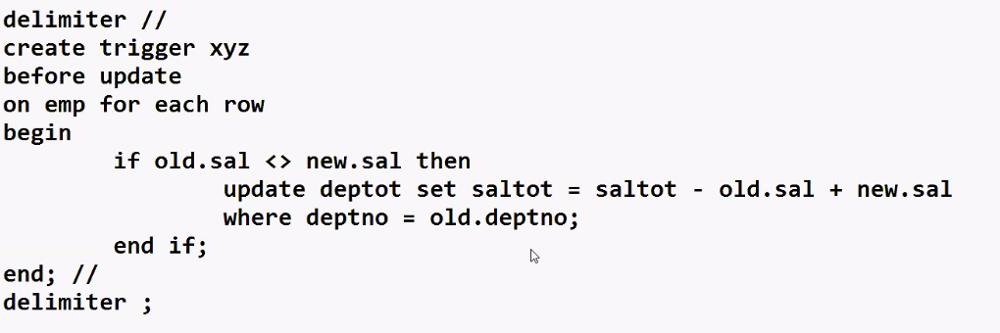 delimiter //
create trigger xyz
before update
on emp for each row
begin
if old.sal <> new.sal then
update deptot set saltot = saltot - old.sal + new.sal
where deptno = old.deptno;
end if;
end; //
delimiter ;